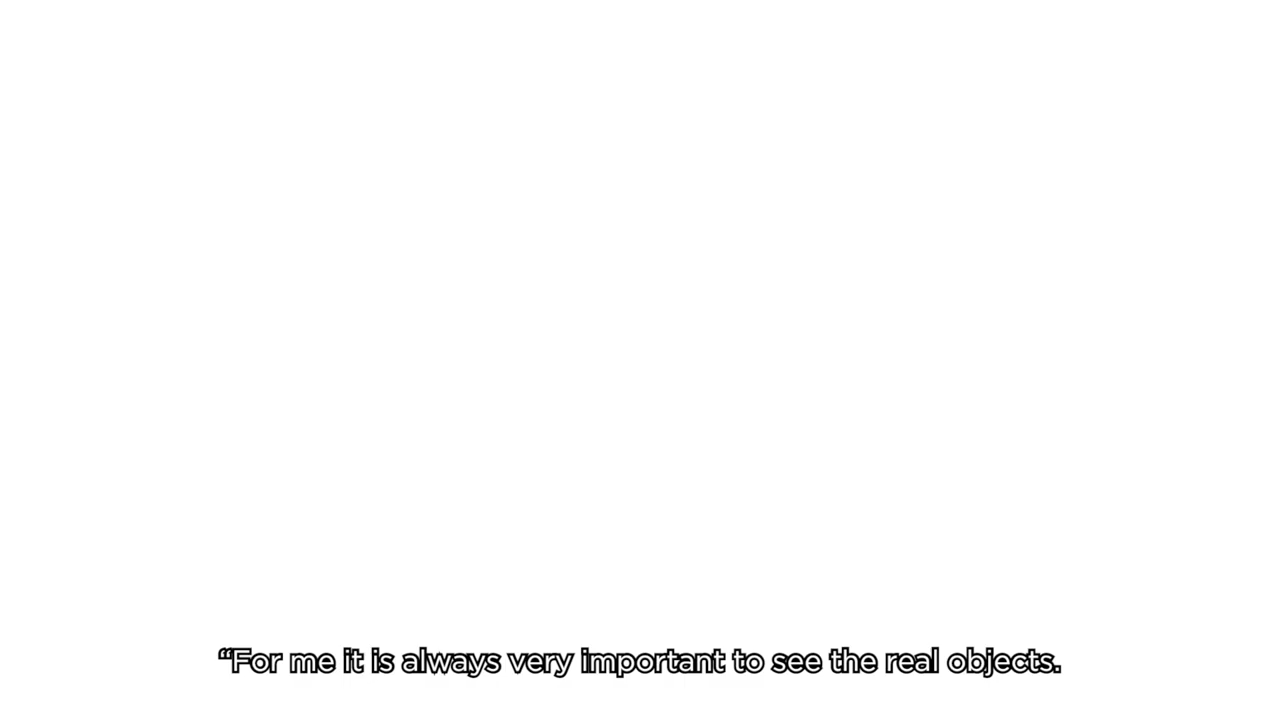 “For me it is always very important to see the real objects.